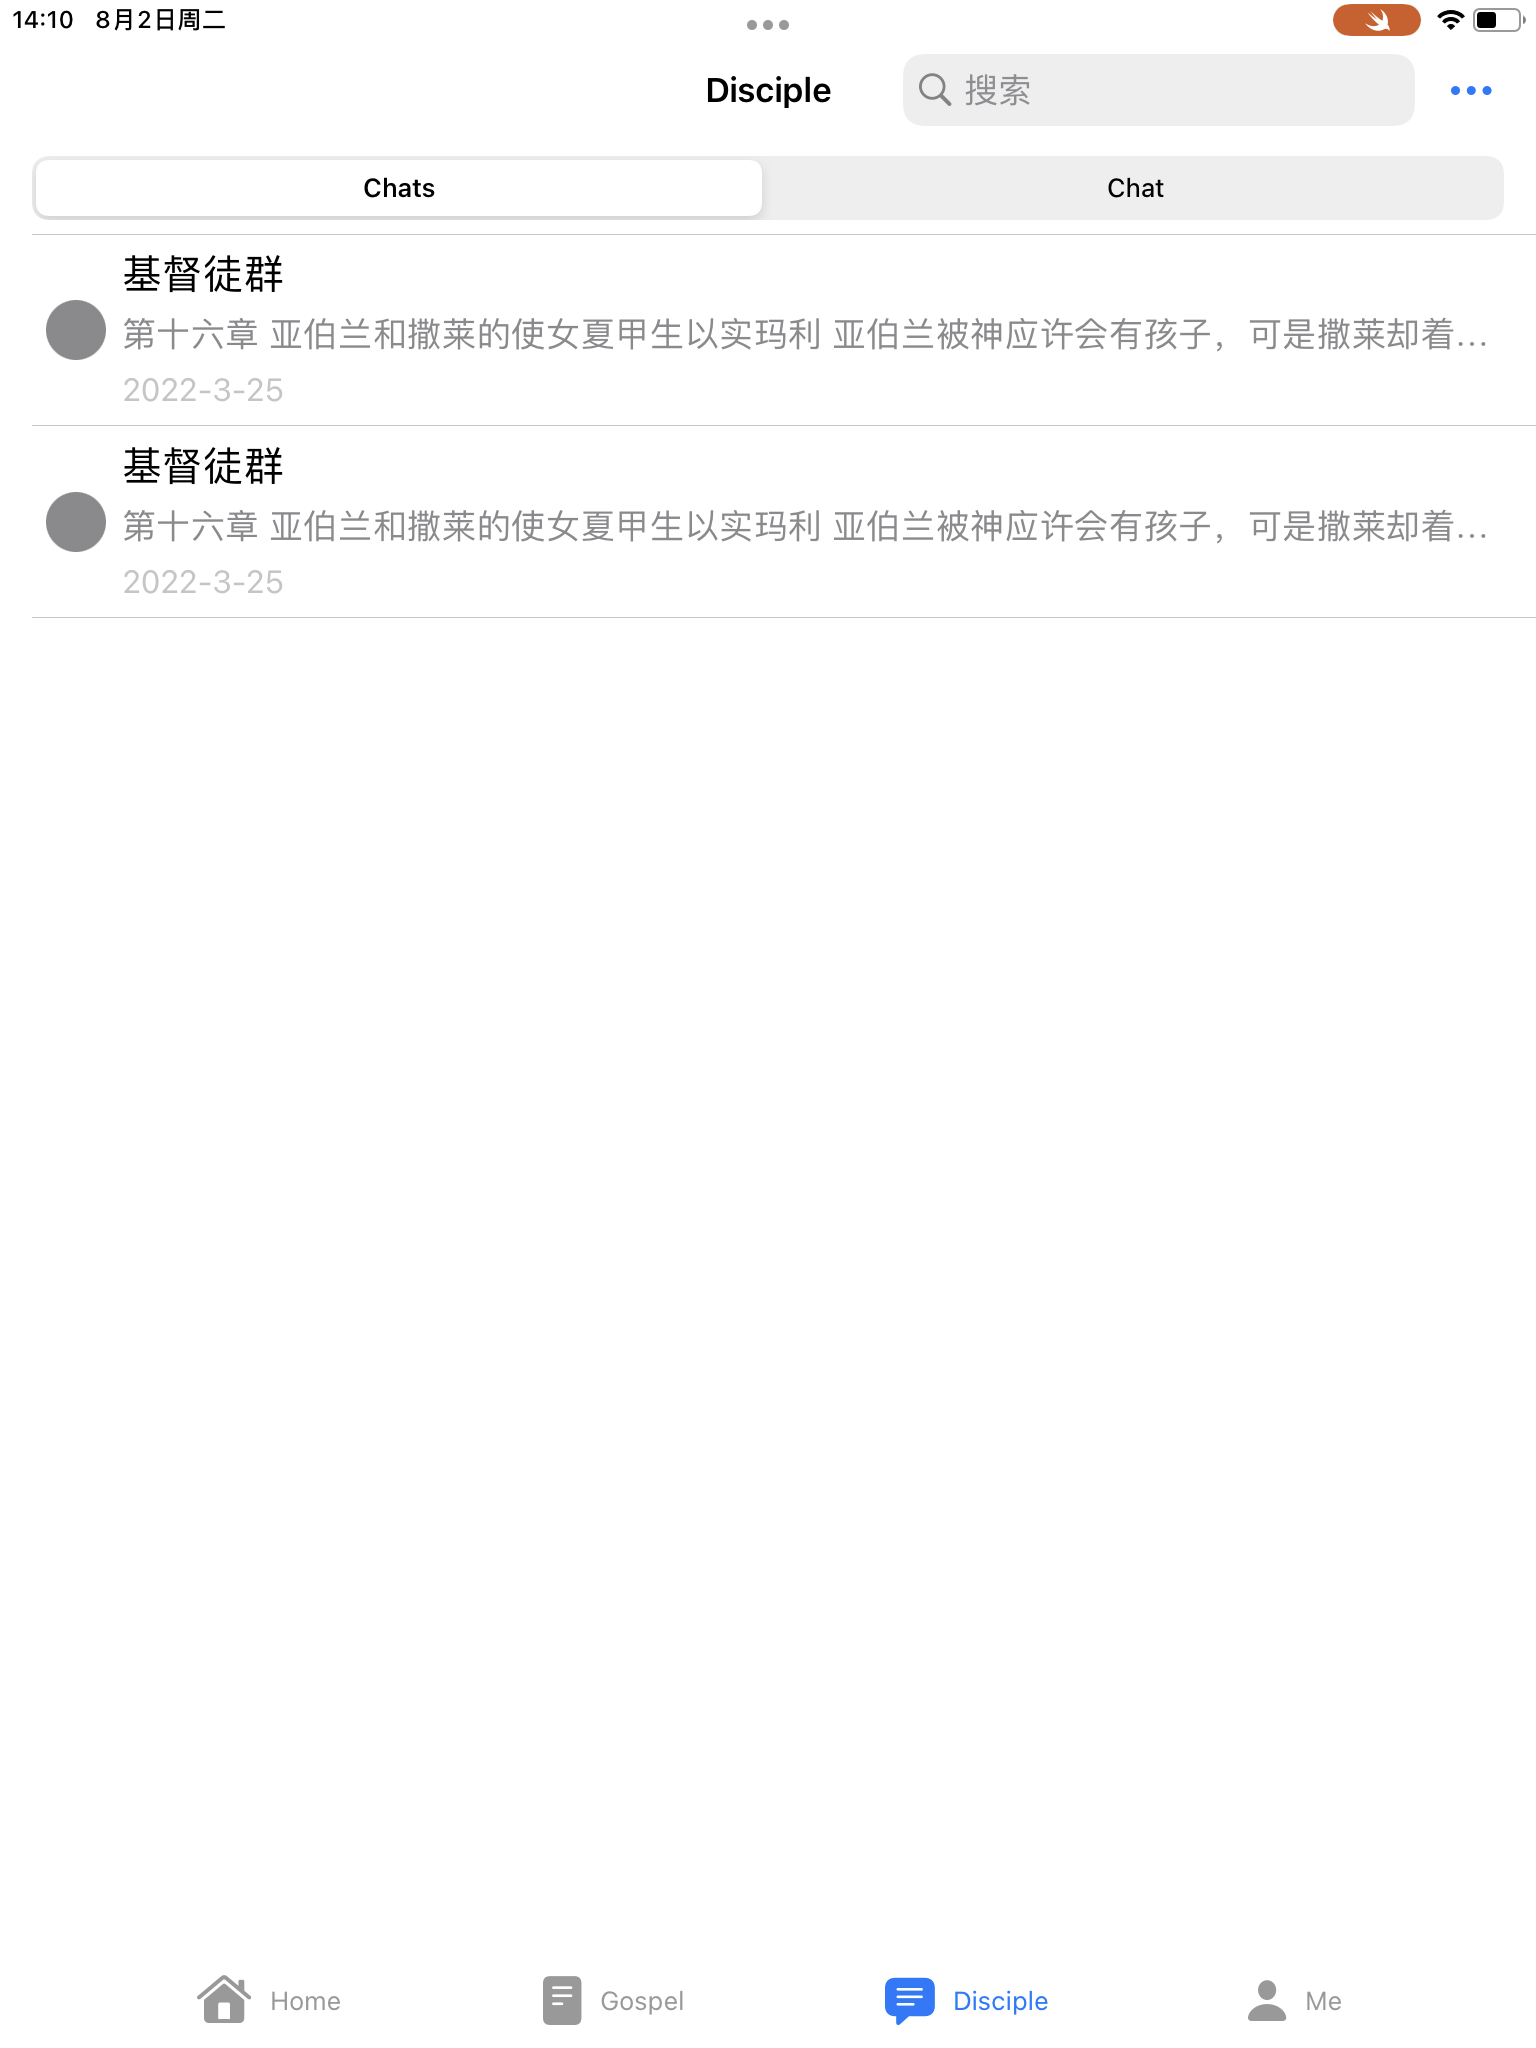 14:10 8月2日周二
Disciple
搜索
Chats
Chat
基督徒群
第十六章 亚伯兰和撒莱的使女夏甲生以实玛利 亚伯兰被神应许会有孩子，可是撒莱却着...
2022-3-25
基督徒群
第十六章 亚伯兰和撒莱的使女夏甲生以实玛利 亚伯兰被神应许会有孩子，可是撒莱却着...
2022-3-25
Home
Gospel
Disciple
Me